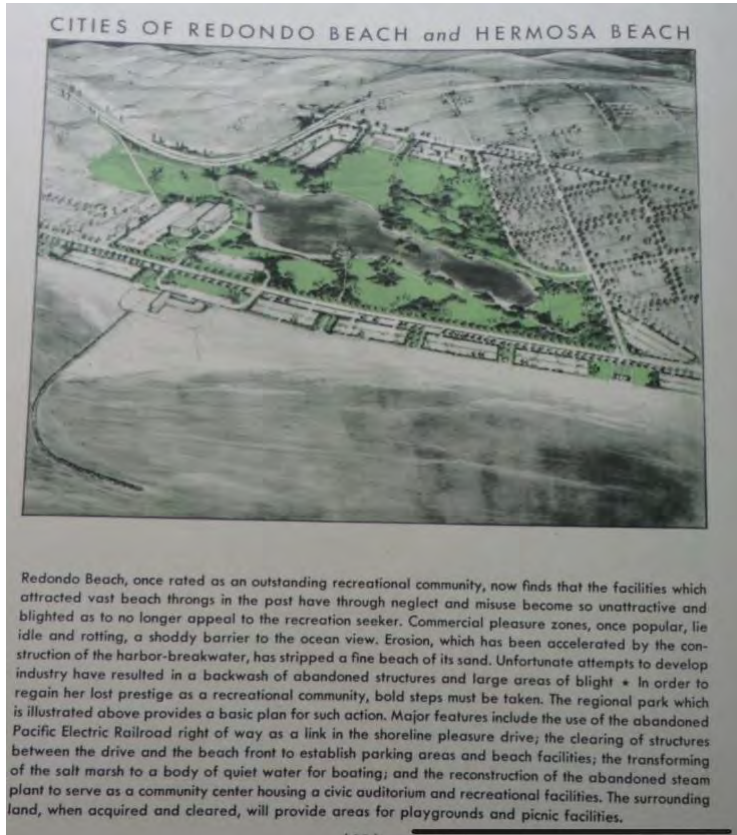 CITIES OF REDONDO BEACH and HERMOSA BEACH
Redondo Beach, once rated as an outstanding recreational community, now finds that the facilities which
attracted vast beach throngs in the past have through neglect and misuse become so unattractive and
blighted as to no longer appeal to the recreation seeker. Commercial pleasure zones, once popular, lie
idle and rotting, a shoddy barrier to the ocean view. Erosion, which has been accelerated by the con-
struction of the harbor-breakwater, has stripped a fine beach of its sand. Unfortunate attempts to develop
industry have resulted in a backwash of abandoned structures and large areas of blight ★ In order to
regain her lost prestige as a recreational community, bold steps must be taken. The regional park which
is illustrated above provides a basic plan for such action. Major features include the use of the abandoned
Pacific Electric Railroad right of way as a link in the shoreline pleasure drive; the clearing of structures
between the drive and the beach front to establish parking areas and beach facilities; the transforming
of the salt marsh to a body of quiet water for boating; and the reconstruction of the abandoned steam
plant to serve as a community center housing a civic auditorium and recreational facilities. The surrounding
land, when acquired and cleared, will provide areas for playgrounds and picnic facilities.